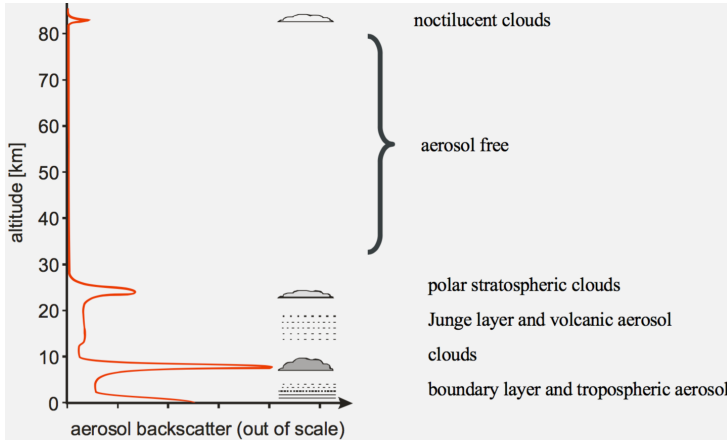 noctilucent clouds
80
70
60
50
40
30
20
10
0
altitude [km]
aerosol free
polar stratospheric clouds
Junge layer and volcanic aerosol
clouds
boundary layer and tropospheric aerosol
aerosol backscatter (out of scale)